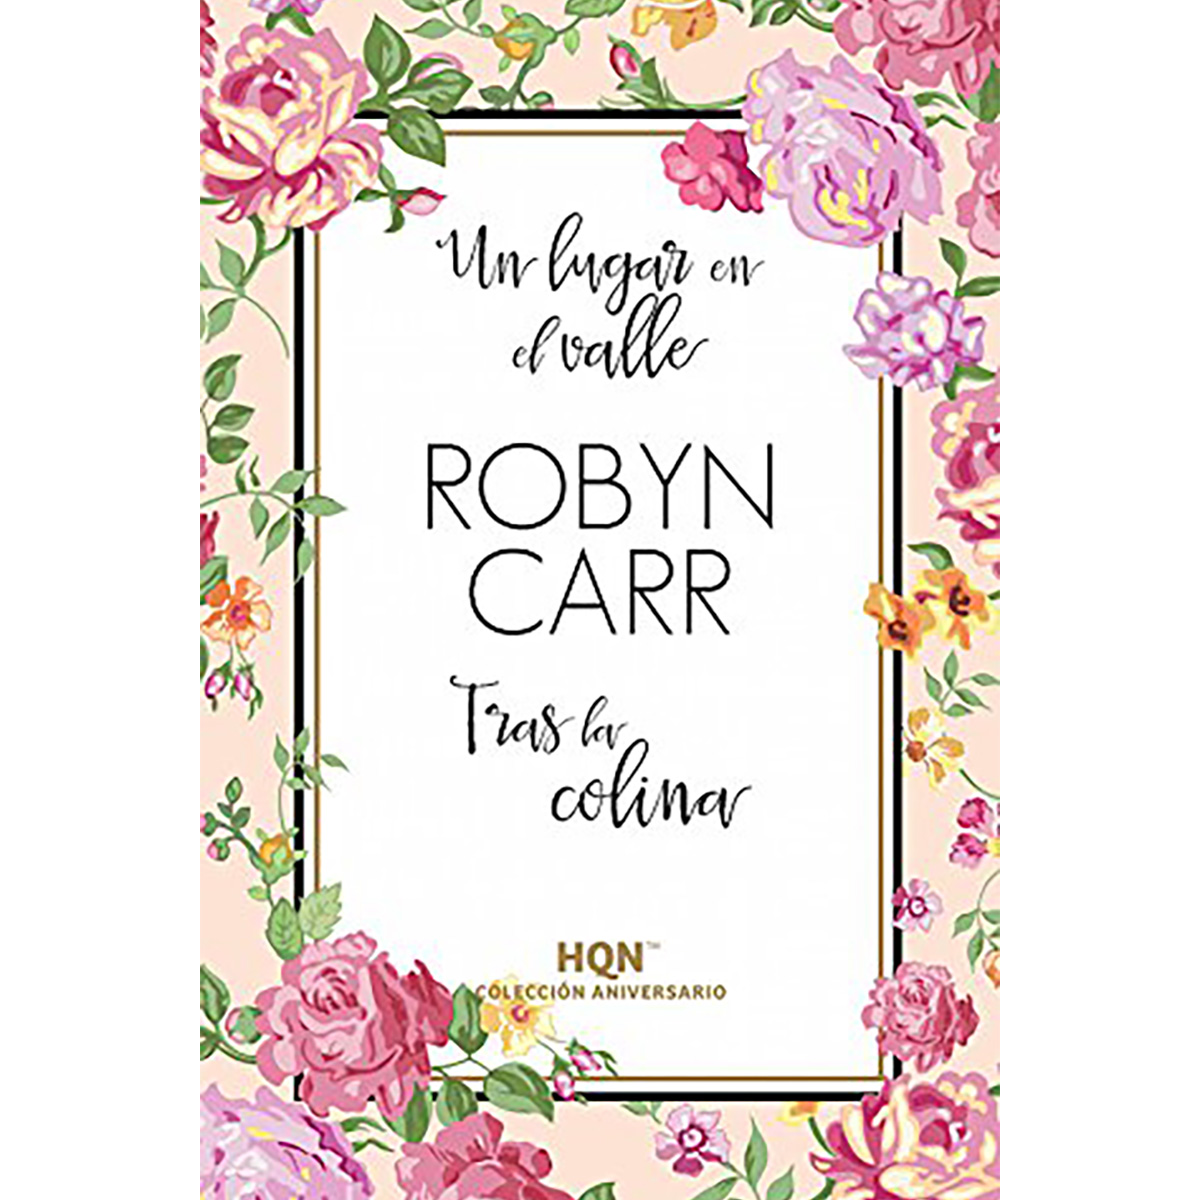 Un lugar en
el valle
ROBYN
CARR
Tras la
colina
HQN™
COLECCIÓN ANIVERSARIO